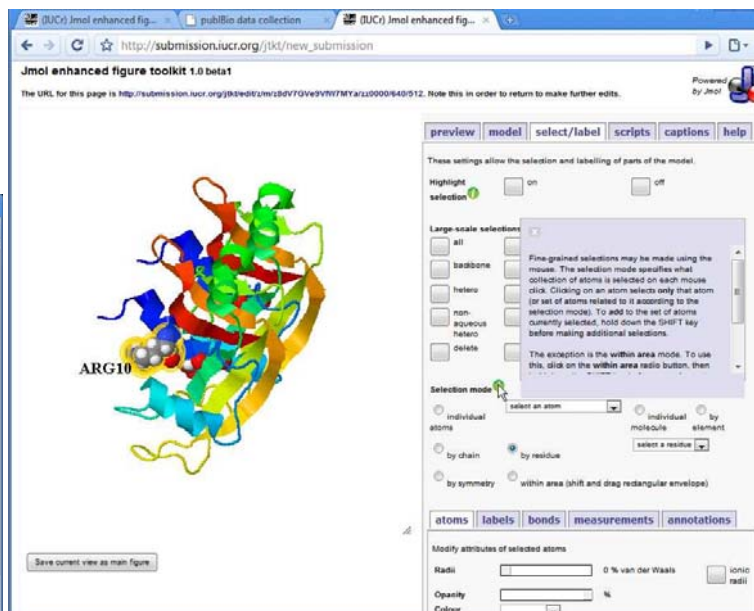 (IUCr) Jmol enhanced fig...
publBio data collection
(IUCr) Jmol enhanced fig...
http://submission.iucr.org/jtkt/new_submission
Jmol enhanced figure toolkit 1.0 beta1
Powered by Jmol
The URL for this page is Note this in order to return to make further edits.
preview model select/label scripts captions help
These settings allow the selection and labelling of parts of the model.
Highlight selection
on
off
Large-scale selections
all
backbone
hetero
non-aqueous hetero
delete
Fine-grained selections may be made using the
mouse. The selection mode specifies what
collection of atoms is selected on each mouse
click. Clicking on an atom selects only that atom
(or set of atoms related to it according to the
selection mode). To add to the set of atoms
currently selected, hold down the SHIFT key
before making additional selections.
The exception is the within area mode. To use
this, click on the within area radio button, then
ARG10
Selection mode
select an atom
individual atoms
individual molecule
by element
by chain
by residue
select a residue
by symmetry
within area (shift and drag rectangular envelope)
atoms labels bonds measurements annotations
Modify attributes of selected atoms
Save current view as main figure
Radii
0 % van der Waals
ionic radii
Opacity
%
Colour